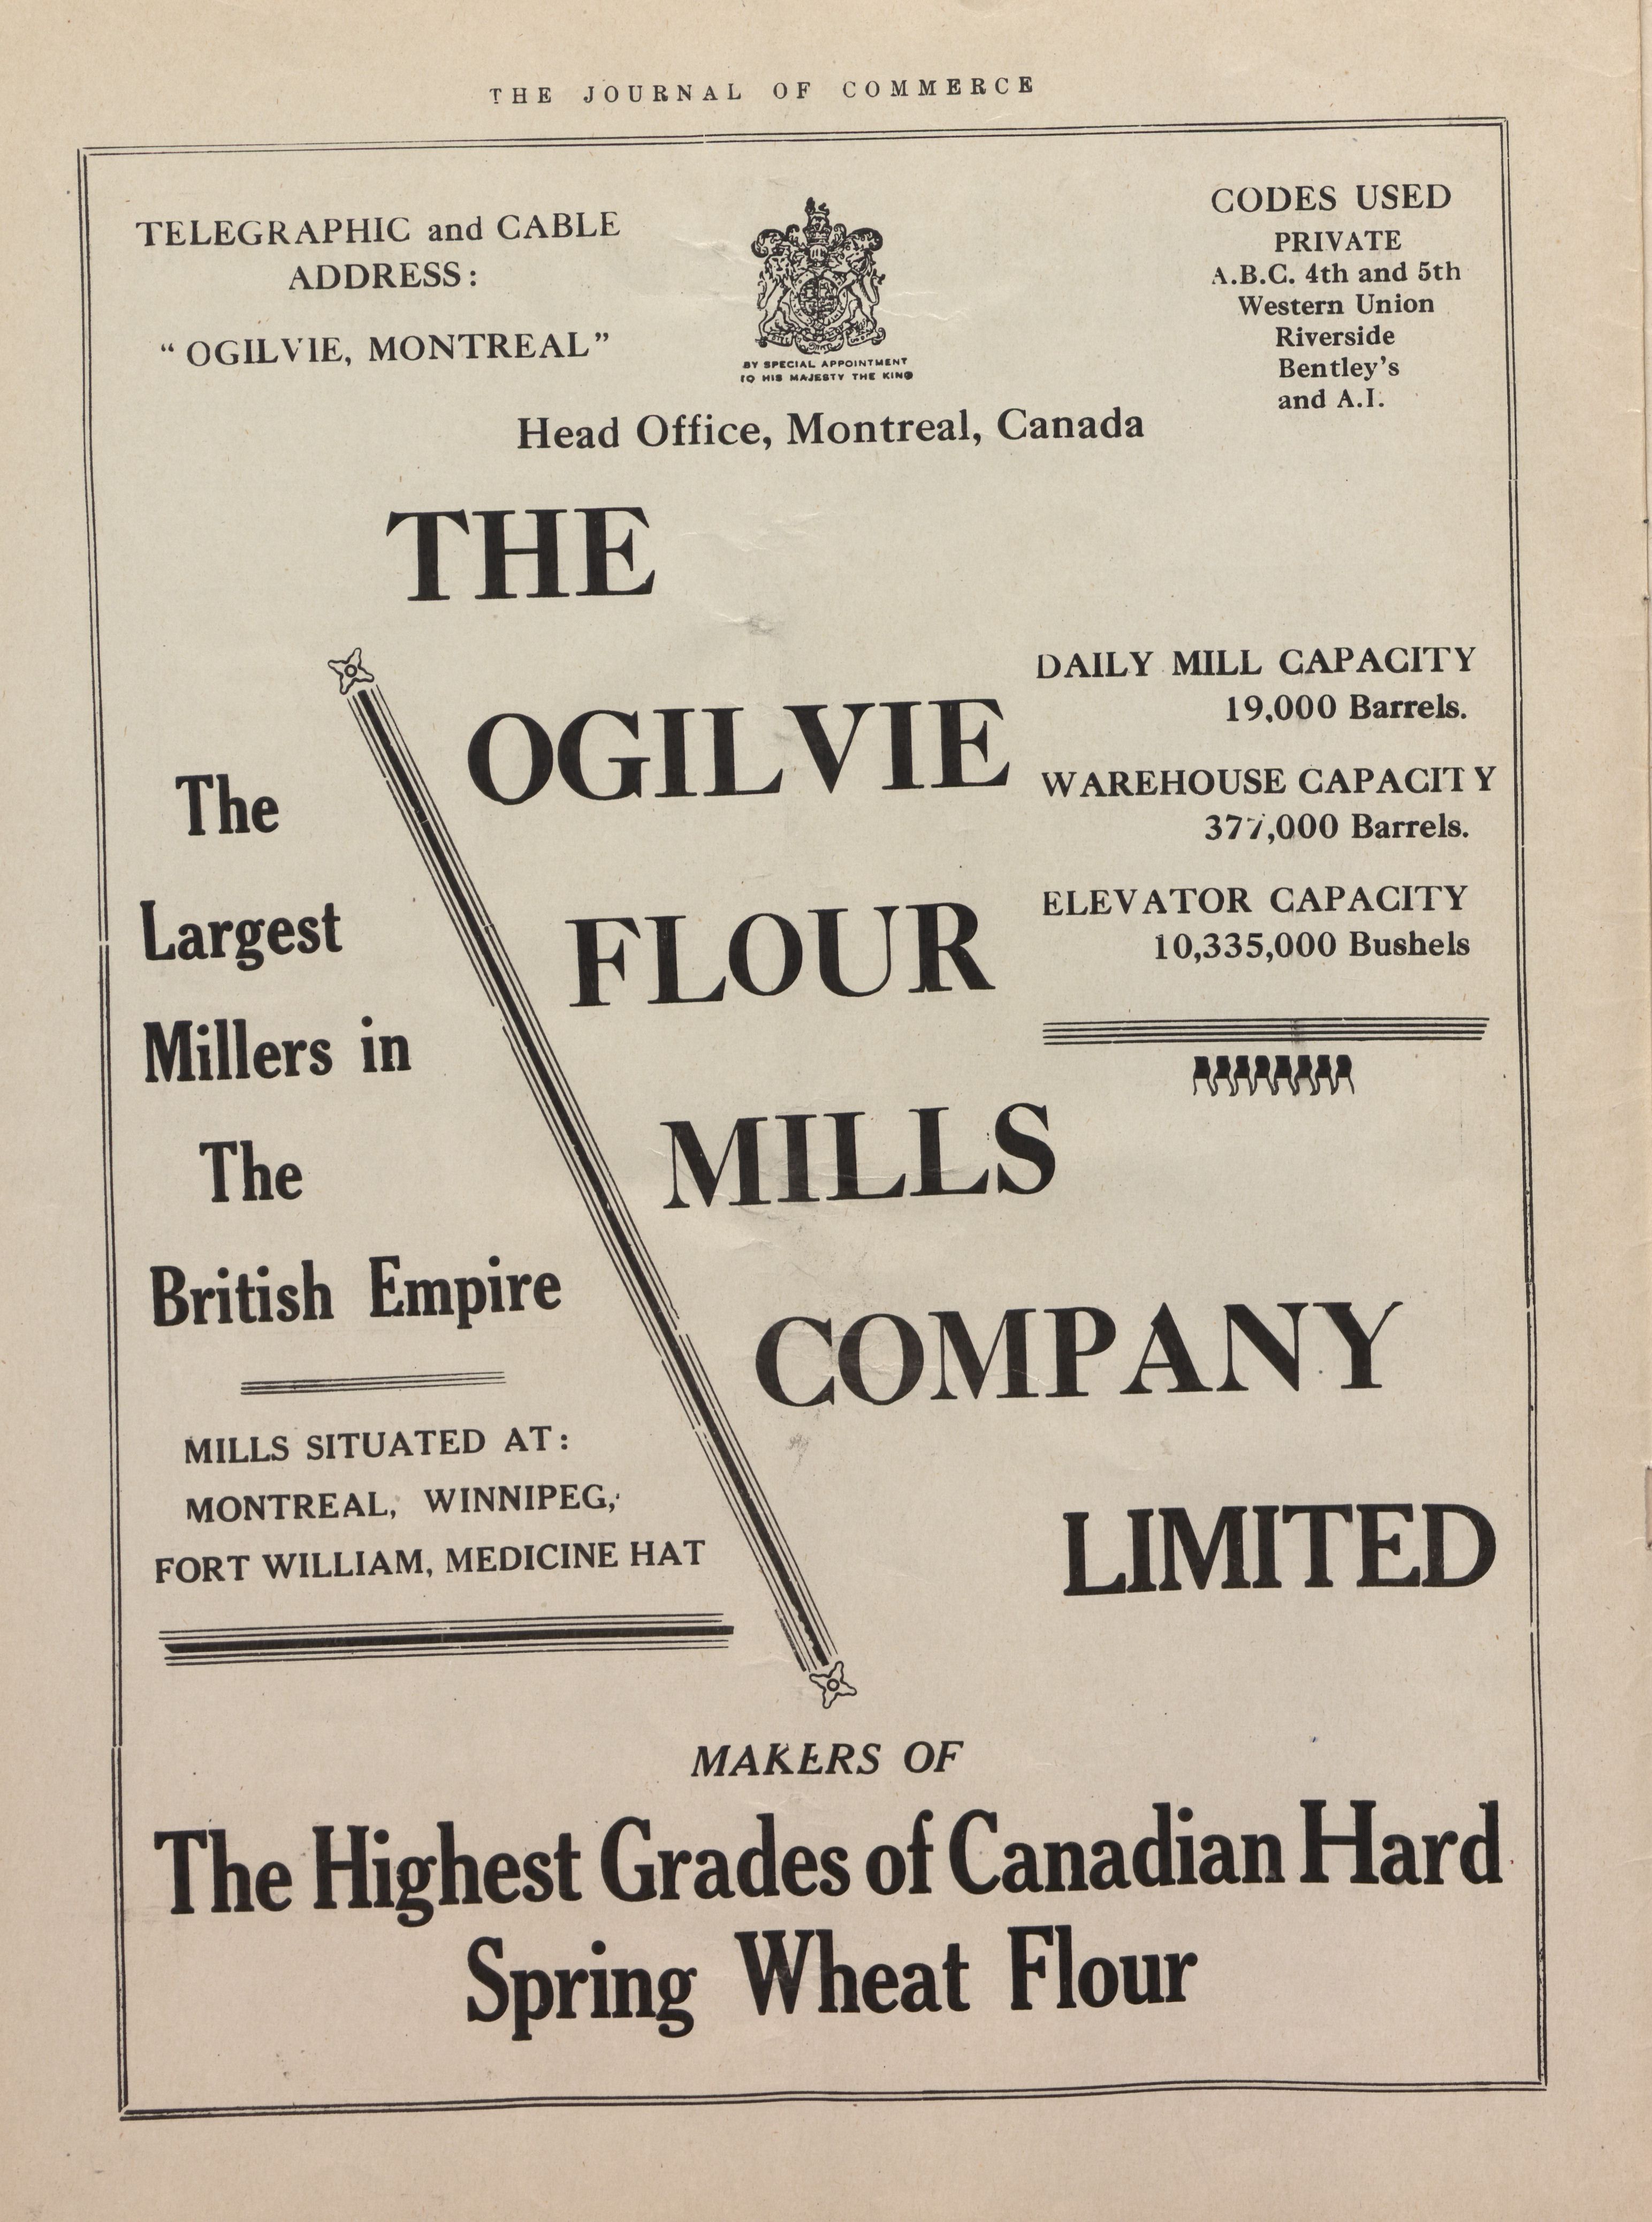 THE JOURNAL OF COMMERCE
TELEGRAPHIC and CABLE
ADDRESS:
“OGILVIE, MONTREAL”
BY SPECIAL APPOINTMENT
TO HIS MAJESTY THE KING
CODES USED
PRIVATE
A.B.C. 4th and 5th
Western Union
Riverside
Bentley's
and A.I.
Head Office, Montreal, Canada
THE
OGILVIE
FLOUR
MILLS
COMPANY
LIMITED
DAILY MILL CAPACITY
19,000 Barrels.
WAREHOUSE CAPACITY
377,000 Barrels.
ELEVATOR CAPACITY
10,335,000 Bushels
The
Largest
Millers in
The
British Empire
MILLS SITUATED AT:
MONTREAL, WINNIPEG,
FORT WILLIAM, MEDICINE HAT
MAKERS OF
The Highest Grades of Canadian Hard
Spring Wheat Flour